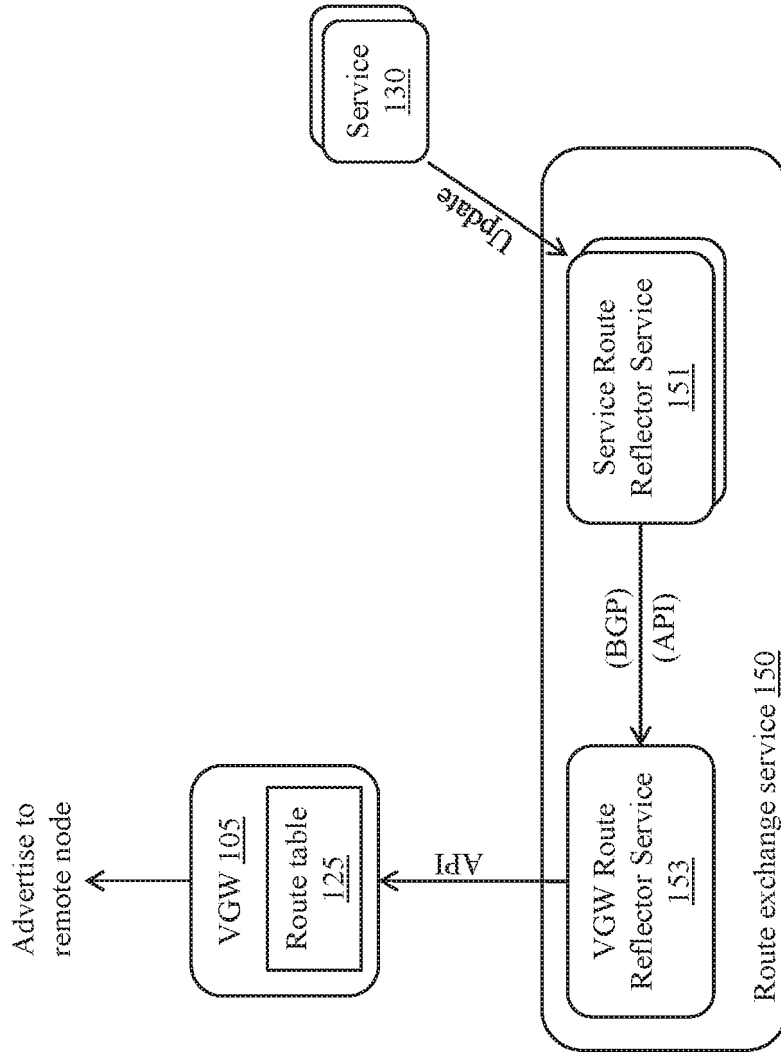 Advertise to
remote node
VGW 105
Route table
125
API
Service
130
Update
VGW Route
Reflector Service
153
(BGP)
(API)
Service Route
Reflector Service
151
Route exchange service 150